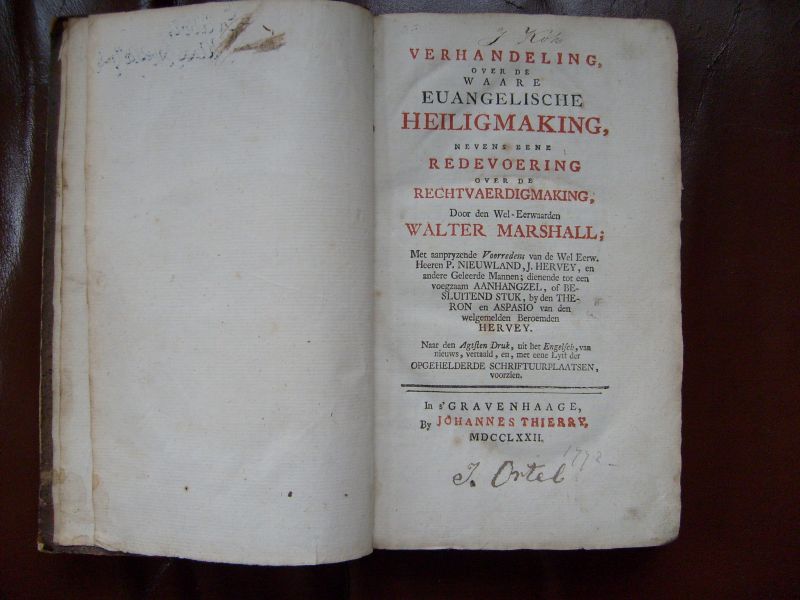 J Kok
VERHANDELING,
OVER DE
WAARE
EUANGELISCHE
HEILIGMAKING,
NEVENS EENE
REDEVOERING
OVER DE
RECHTVAERDIGMAKING,
Door den Wel-Eerwaarden
WALTER MARSHALL;
Met aanpryzende Voorredens van de Wel Eerw.
Heeren P. NIEUWLAND, J. HERVEY, en
andere Geleerde Mannen; dienende tot een
voegzaam AANHANGZEL, of BE-
SLUITEND STUK, by den THE-
RON en ASPASIO van den
welgemelden Beroemden
HERVEY.
Naar den Agtsten Druk, uit het Engelsch, van
nieuws, vertaald, en, met eene Lyst der
OPGEHELDERDE SCHRIFTUURPLAATSEN,
voorzien.
In s'GRAVENHAAGE,
By JOHANNES THIERRY,
MDCCLXXII.
1772
J. Ortel